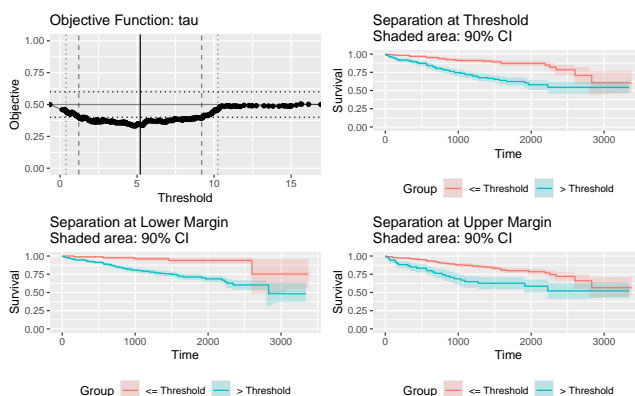 Objective Function: tau
1.00
0.75
0.50
0.25
0.00
Objective
0
5
10
15
Threshold
Separation at Threshold
Shaded area: 90% CI
1.00
0.75
0.50
0.25
0.00
Survival
0
1000
2000
3000
Time
Group <= Threshold > Threshold
Separation at Lower Margin
Shaded area: 90% CI
1.00
0.75
0.50
0.25
0.00
Survival
0
1000
2000
3000
Time
Group <= Threshold > Threshold
Separation at Upper Margin
Shaded area: 90% CI
1.00
0.75
0.50
0.25
0.00
Survival
0
1000
2000
3000
Time
Group <= Threshold > Threshold